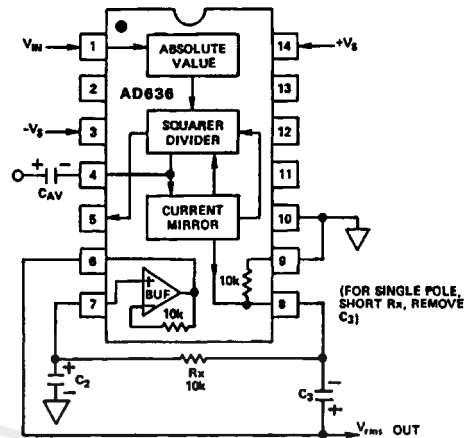 VIN
1
ABSOLUTE
VALUE
14
+VS
2
AD636
13
-VS
3
SQUARER
DIVIDER
12
+ -
4
CAV
11
5
CURRENT
MIRROR
10
6
10k
9
7
+
BUF
-
10k
8
(FOR SINGLE POLE,
SHORT Rx, REMOVE
C3)
+
C2
-
Rx
10k
-
C3
+
Vrms OUT